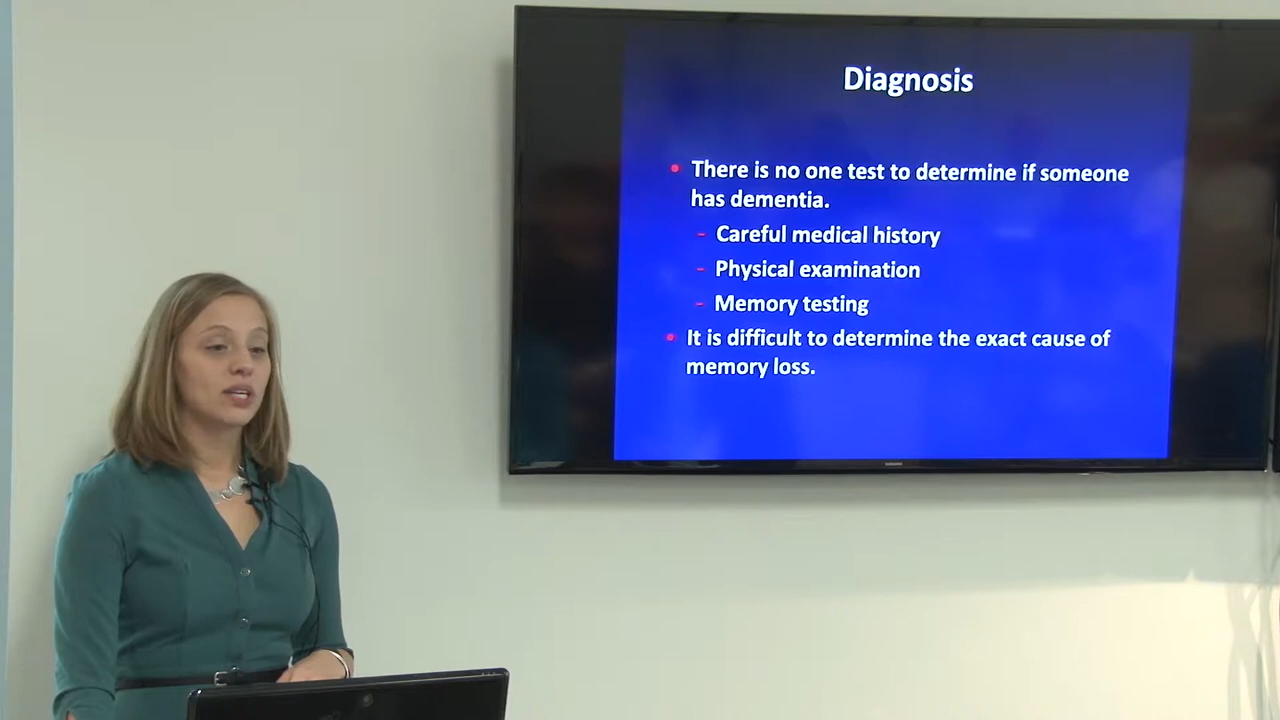 Diagnosis
• There is no one test to determine if someone
has dementia.
– Careful medical history
– Physical examination
– Memory testing
• It is difficult to determine the exact cause of
memory loss.